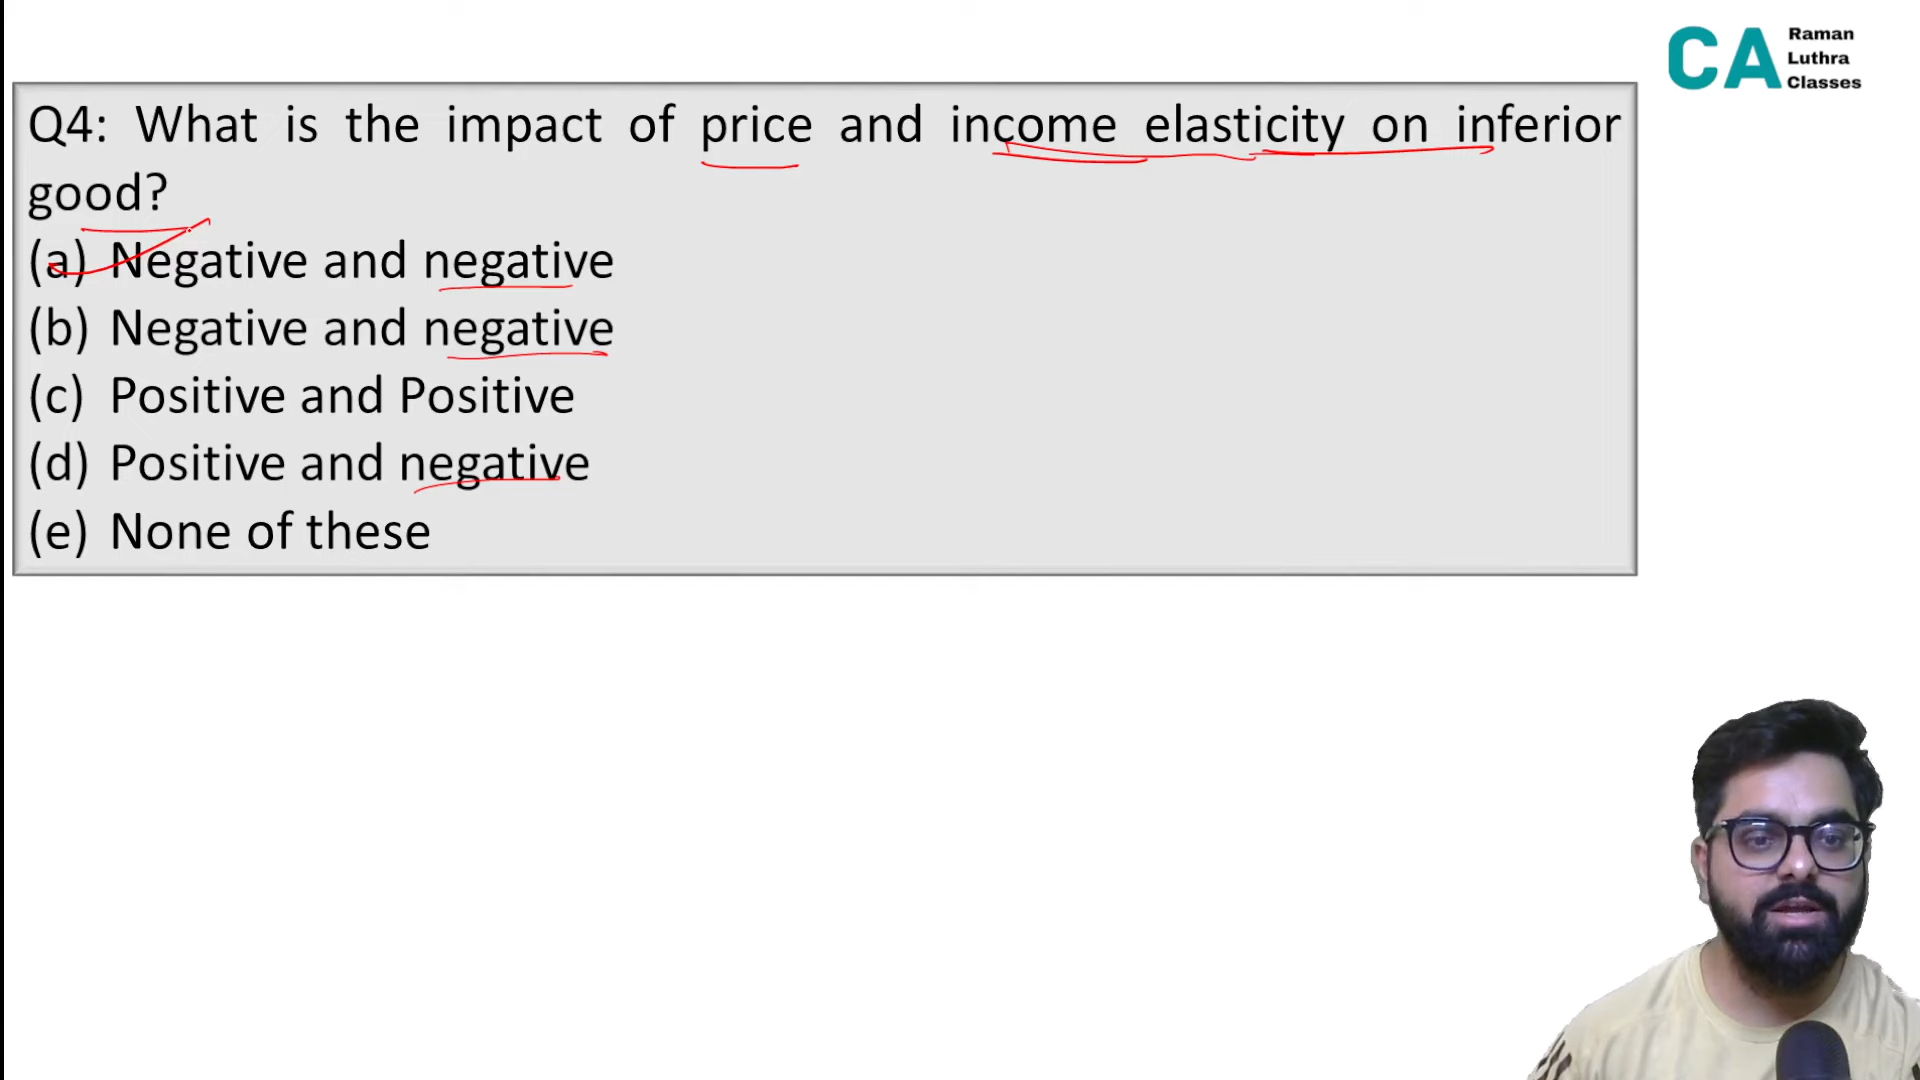 CA Raman
Luthra
Classes
Q4: What is the impact of price and income elasticity on inferior
good?
(a) Negative and negative
(b) Negative and negative
(c) Positive and Positive
(d) Positive and negative
(e) None of these